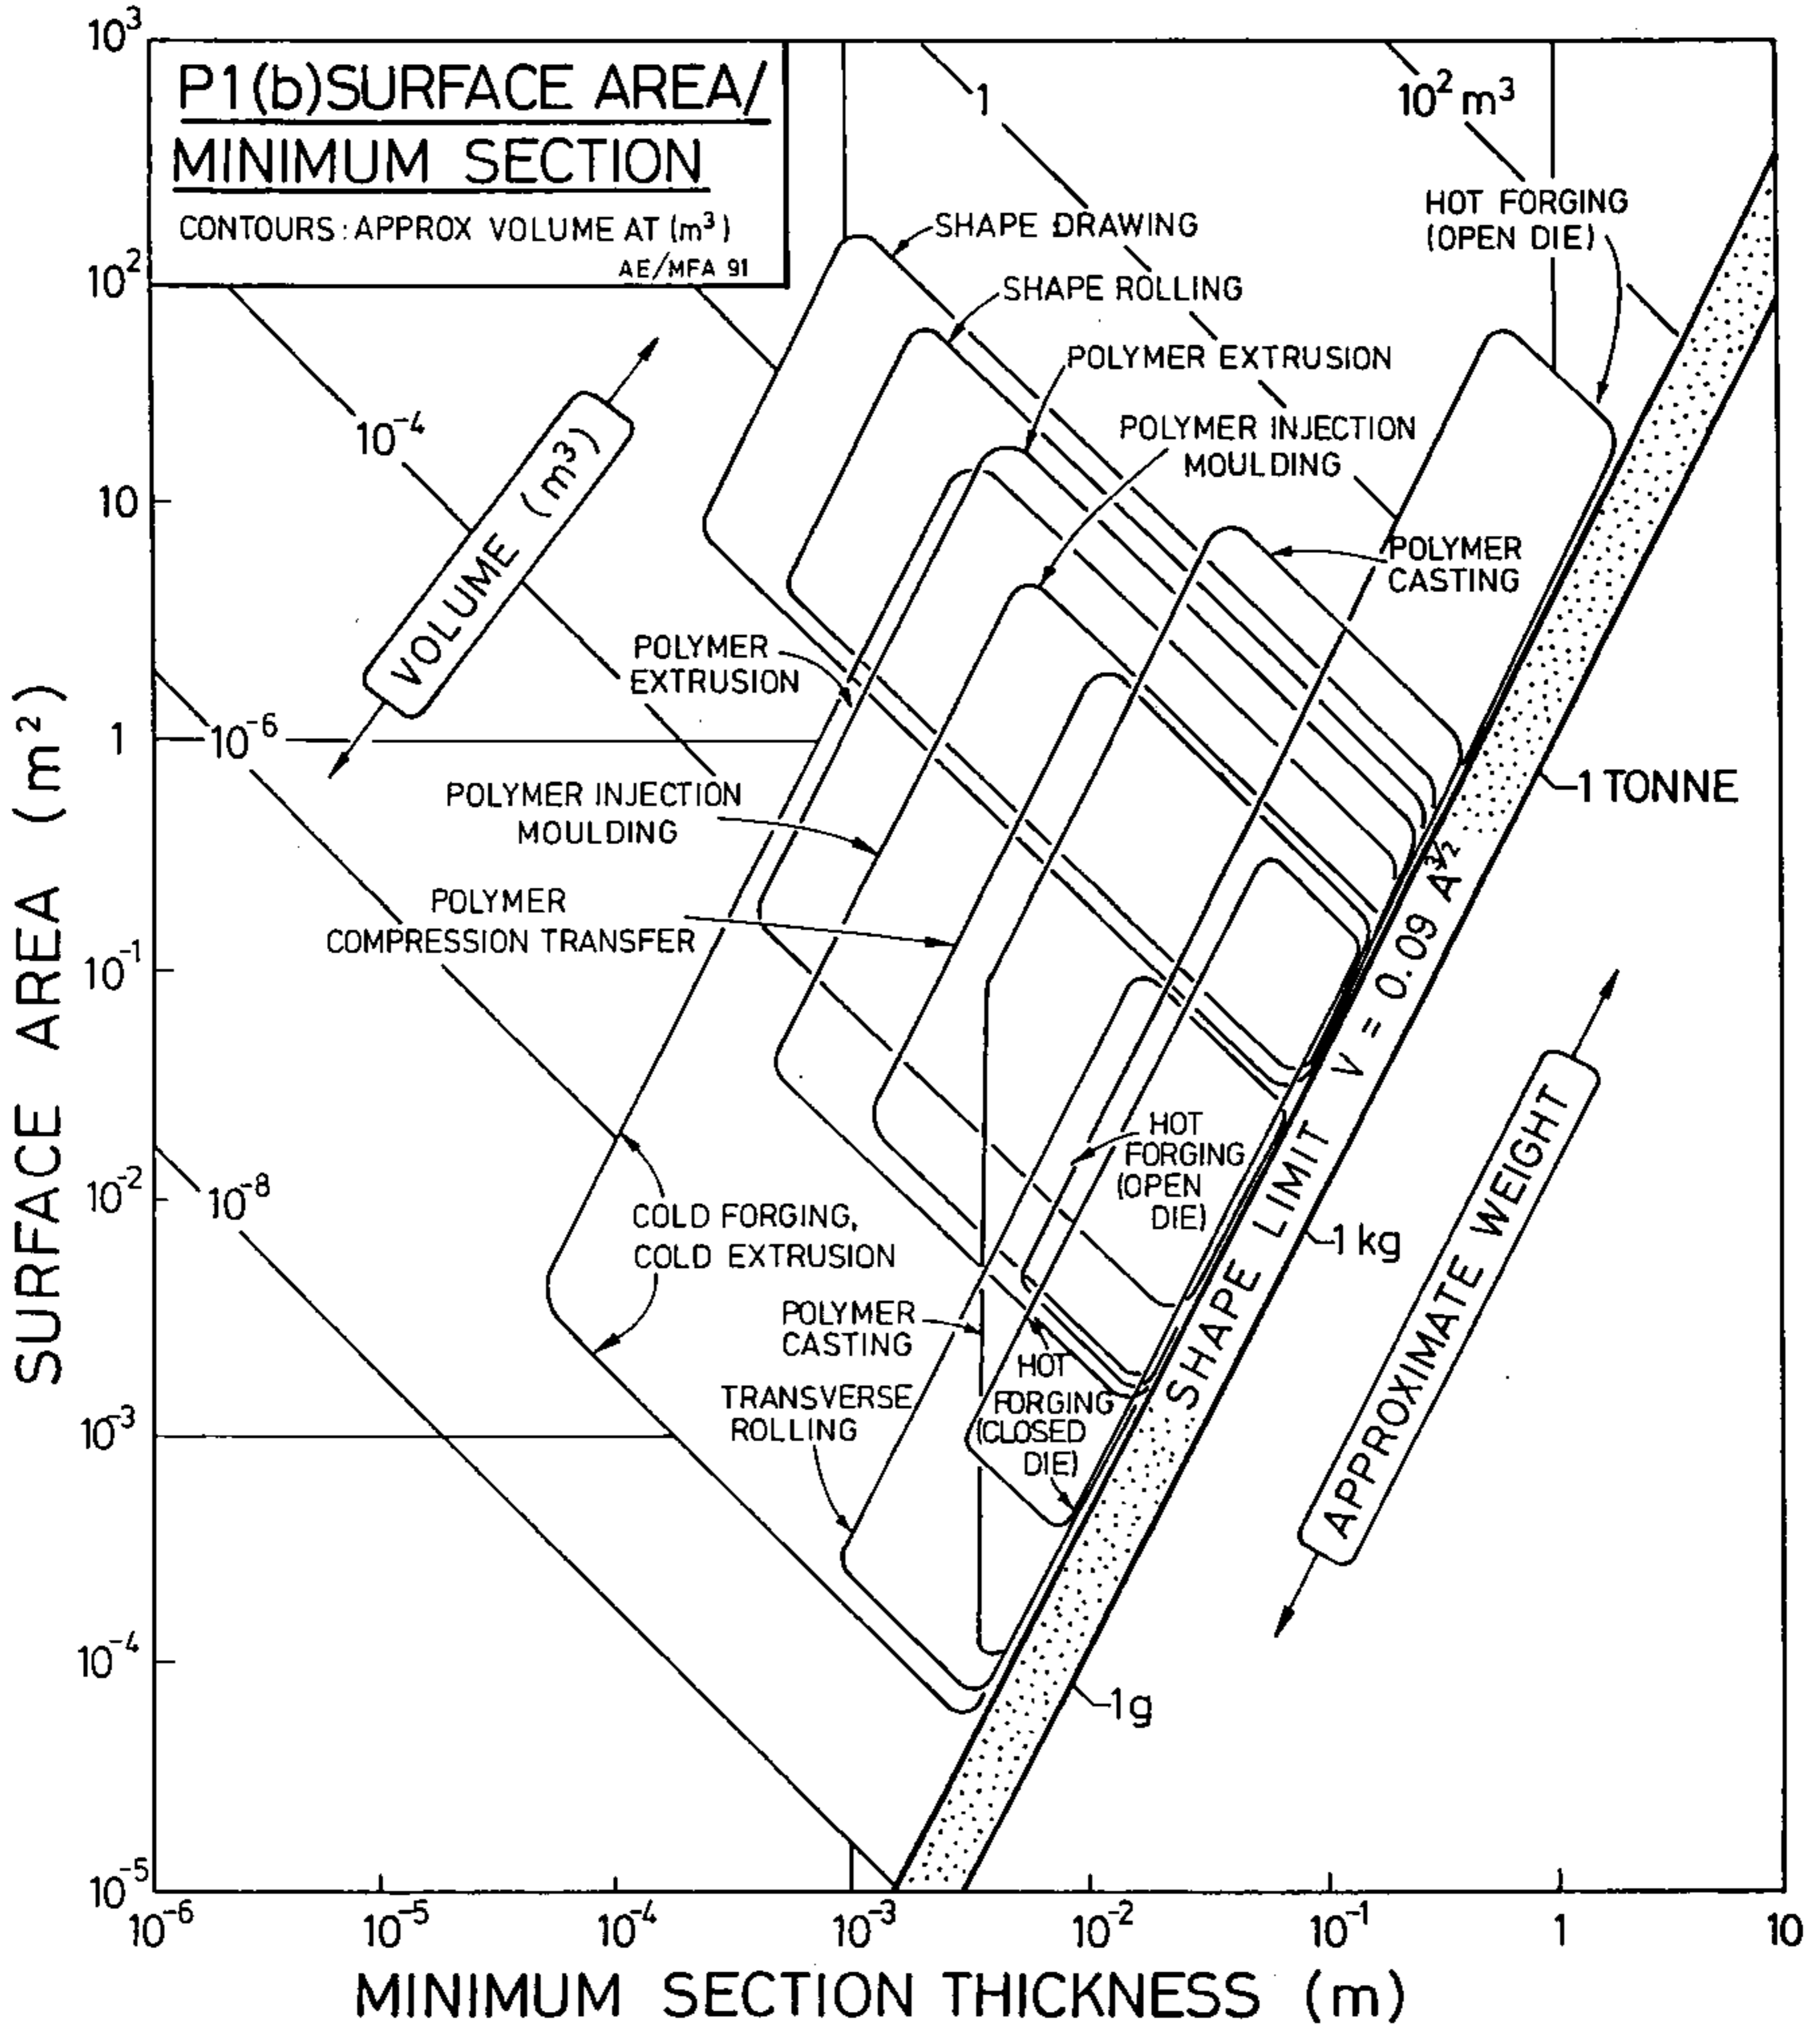 P1(b)SURFACE AREA/
MINIMUM SECTION
CONTOURS: APPROX VOLUME AT (m³)
AE/MFA 91
1
10² m³
HOT FORGING
(OPEN DIE)
SHAPE DRAWING
SHAPE ROLLING
POLYMER EXTRUSION
POLYMER INJECTION
MOULDING
POLYMER
CASTING
10⁻⁴
VOLUME (m³)
POLYMER
EXTRUSION
10⁻⁶
POLYMER INJECTION
MOULDING
1 TONNE
POLYMER
COMPRESSION TRANSFER
SHAPE LIMIT V = 0.09 A³/²
HOT
FORGING
(OPEN
DIE)
10⁻⁸
COLD FORGING,
COLD EXTRUSION
1 kg
APPROXIMATE WEIGHT
POLYMER
CASTING
HOT
FORGING
(CLOSED
DIE)
TRANSVERSE
ROLLING
1g
SURFACE AREA (m²)
10³
10²
10
1
10⁻¹
10⁻²
10⁻³
10⁻⁴
10⁻⁵
10⁻⁶
10⁻⁵
10⁻⁴
10⁻³
10⁻²
10⁻¹
1
10
MINIMUM SECTION THICKNESS (m)